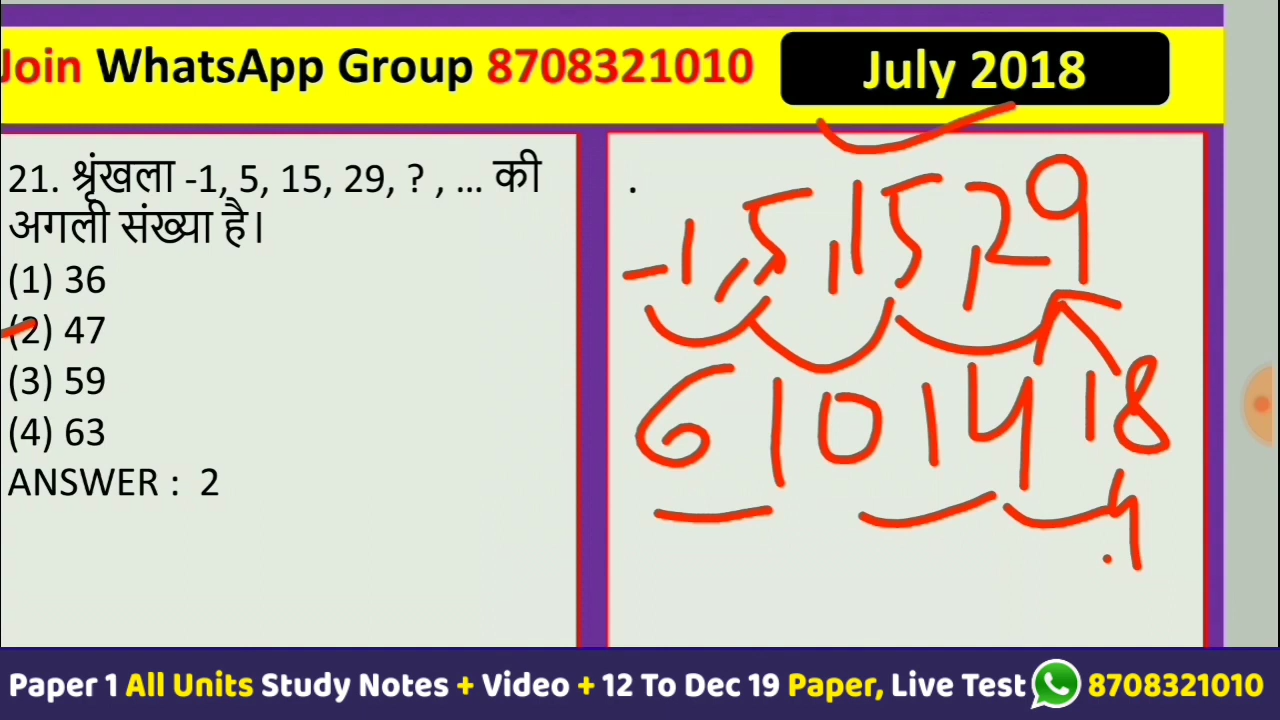 Join WhatsApp Group 8708321010
July 2018
21. श्रृंखला -1, 5, 15, 29, ? , ... की
अगली संख्या है।
(1) 36
(2) 47
(3) 59
(4) 63
ANSWER : 2
.
-1, 5, 15, 29
6 | 10 | 14 18
4
Paper 1 All Units Study Notes + Video + 12 To Dec 19 Paper, Live Test 8708321010